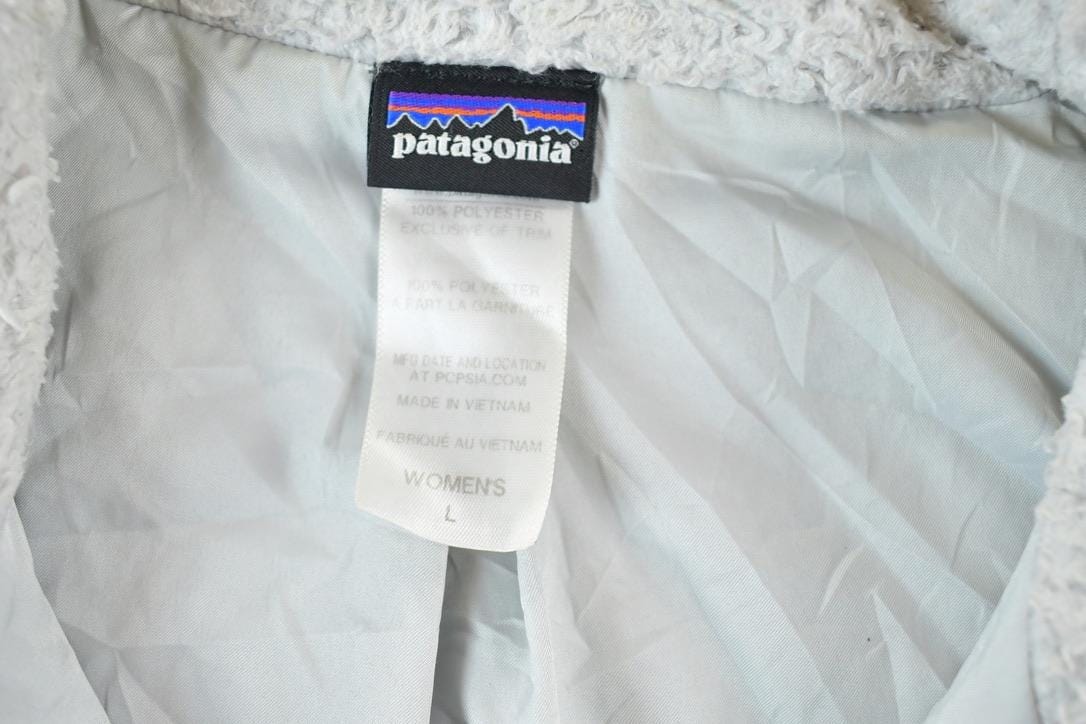 patagonia®
100% POLYESTER
EXCLUSIVE OF TRIM
100% POLYESTER
A PART LA GARNITURE
MFG DATE AND LOCATION
AT PCPSIA.COM
MADE IN VIETNAM
FABRIQUÉ AU VIETNAM
WOMEN'S
L